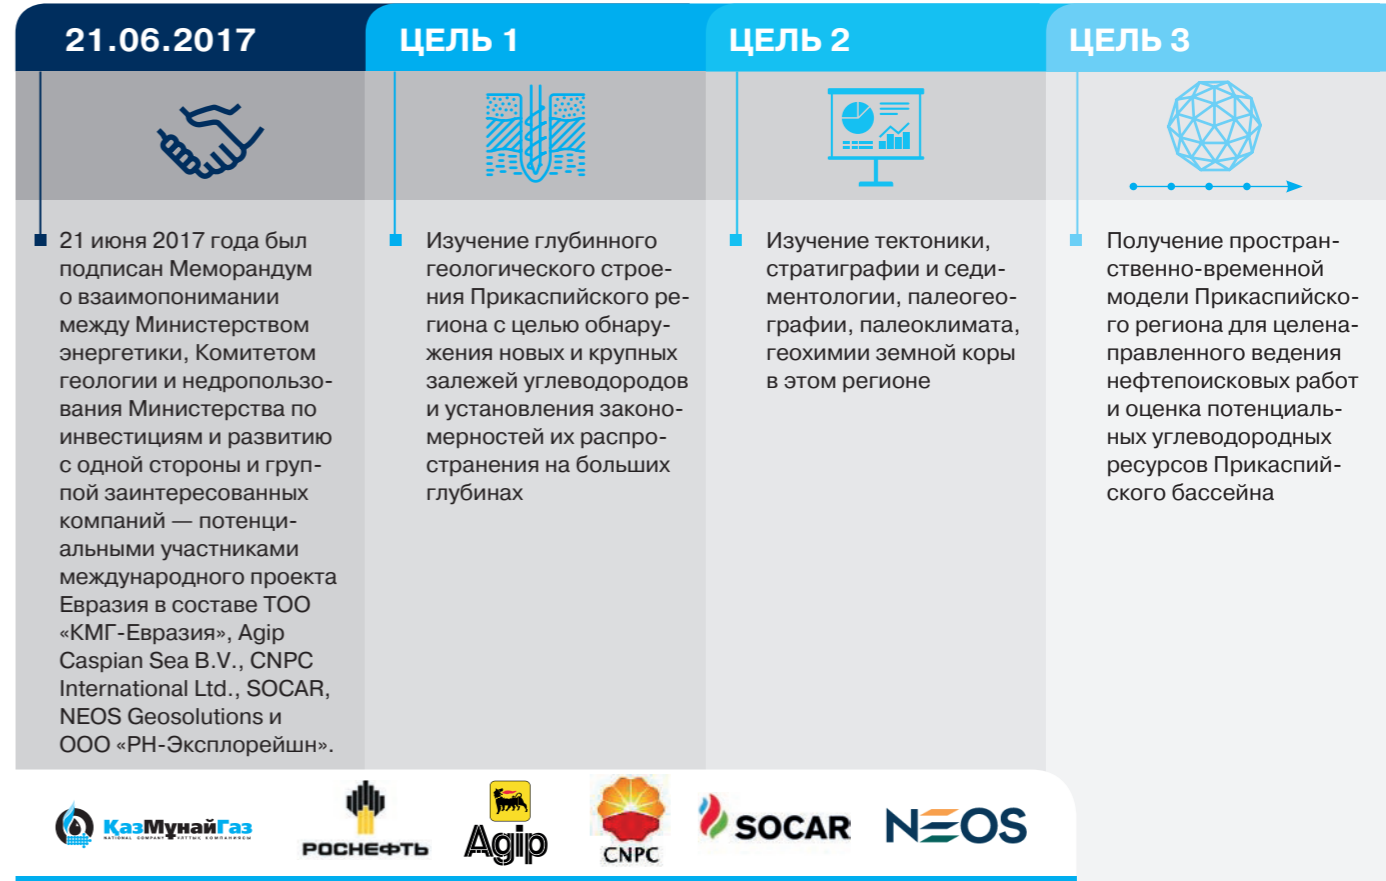 21.06.2017
21 июня 2017 года был
подписан Меморандум
о взаимопонимании
между Министерством
энергетики, Комитетом
геологии и недропользо-
вания Министерства по
инвестициям и развитию
с одной стороны и груп-
пой заинтересованных
компаний — потенци-
альными участниками
международного проекта
Евразия в составе ТОО
«КМГ-Евразия», Agip
Caspian Sea B.V., CNPC
International Ltd., SOCAR,
NEOS Geosolutions и
ООО «РН-Эксплорейшн».
ЦЕЛЬ 1
Изучение глубинного
геологического строе-
ния Прикаспийского ре-
гиона с целью обнару-
жения новых и крупных
залежей углеводородов
и установления законо-
мерностей их распро-
странения на больших
глубинах
ЦЕЛЬ 2
Изучение тектоники,
стратиграфии и седи-
ментологии, палеогео-
графии, палеоклимата,
геохимии земной коры
в этом регионе
ЦЕЛЬ 3
Получение простран-
ственно-временной
модели Прикаспийско-
го региона для целена-
правленного ведения
нефтепоисковых работ
и оценка потенциаль-
ных углеводородных
ресурсов Прикаспий-
ского бассейна
ҚазМұнайГаз
NATIONAL COMPANY ҰЛТТЫҚ КОМПАНИЯСЫ
РОСНЕФТЬ
Agip
CNPC
SOCAR
NEOS